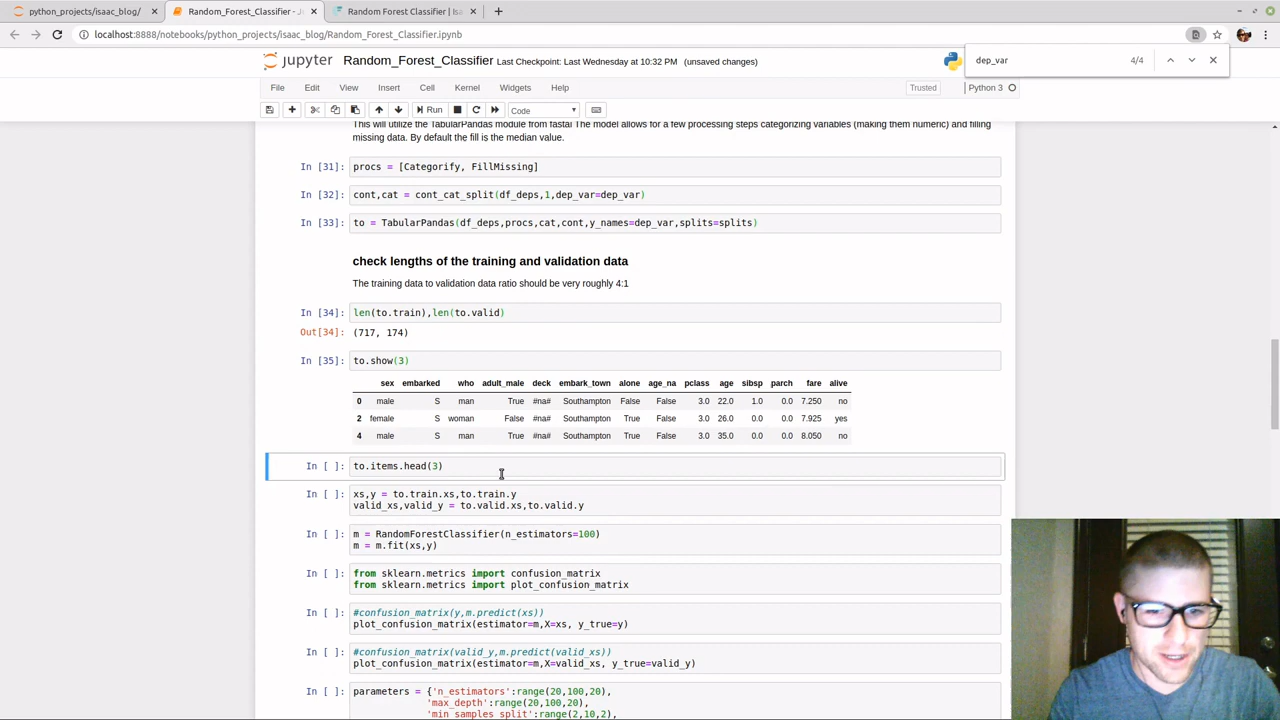 python_projects/isaac_blog/
Random_Forest_Classifier - J
Random Forest Classifier | Isa
localhost:8888/notebooks/python_projects/isaac_blog/Random_Forest_Classifier.ipynb
dep_var 4/4
jupyter Random_Forest_Classifier Last Checkpoint: Last Wednesday at 10:32 PM (unsaved changes)
File Edit View Insert Cell Kernel Widgets Help Trusted Python 3
Run Code
This will utilize the TabularPandas module from fastai The model allows for a few processing steps categorizing variables (making them numeric) and filling
missing data. By default the fill is the median value.
In [31]: procs = [Categorify, FillMissing]
In [32]: cont,cat = cont_cat_split(df_deps,1,dep_var=dep_var)
In [33]: to = TabularPandas(df_deps,procs,cat,cont,y_names=dep_var,splits=splits)
check lengths of the training and validation data
The training data to validation data ratio should be very roughly 4:1
In [34]: len(to.train),len(to.valid)
Out[34]: (717, 174)
In [35]: to.show(3)
sex embarked who adult_male deck embark_town alone age_na pclass age sibsp parch fare alive
0 male S man True #na# Southampton False False 3.0 22.0 1.0 0.0 7.250 no
2 female S woman False #na# Southampton True False 3.0 26.0 0.0 0.0 7.925 yes
4 male S man True #na# Southampton True False 3.0 35.0 0.0 0.0 8.050 no
In [ ]: to.items.head(3)
In [ ]: xs,y = to.train.xs,to.train.y
valid_xs,valid_y = to.valid.xs,to.valid.y
In [ ]: m = RandomForestClassifier(n_estimators=100)
m = m.fit(xs,y)
In [ ]: from sklearn.metrics import confusion_matrix
from sklearn.metrics import plot_confusion_matrix
In [ ]: #confusion_matrix(y,m.predict(xs))
plot_confusion_matrix(estimator=m,X=xs, y_true=y)
In [ ]: #confusion_matrix(valid_y,m.predict(valid_xs))
plot_confusion_matrix(estimator=m,X=valid_xs, y_true=valid_y)
In [ ]: parameters = {'n_estimators':range(20,100,20),
'max_depth':range(20,100,20),
'min_samples_split':range(2,10,2),